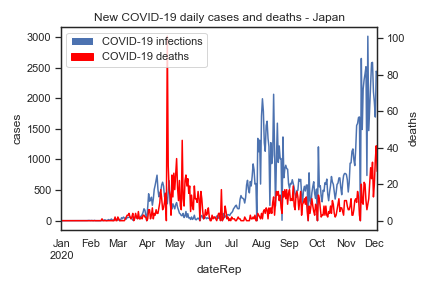 New COVID-19 daily cases and deaths - Japan
COVID-19 infections
COVID-19 deaths
3000
2500
2000
1500
1000
500
0
cases
100
80
60
40
20
0
deaths
Jan Feb Mar Apr May Jun Jul Aug Sep Oct Nov Dec
2020
dateRep